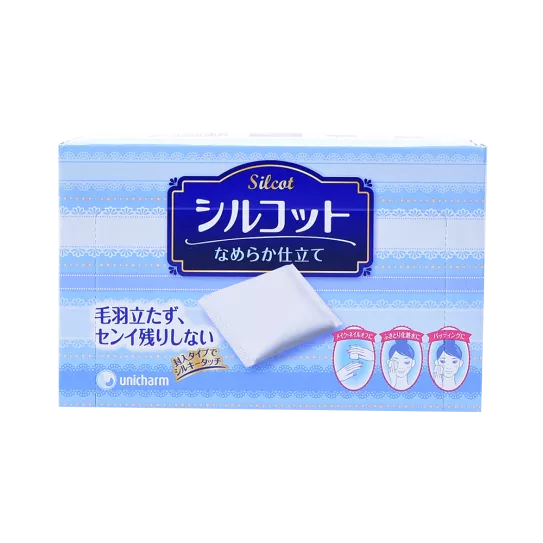 Silcot
シルコット
なめらか仕立て
毛羽立たず、
センイ残りしない
封入タイプで
シルキータッチ
メイク・ネイルオフに
ふきとり化粧水に
パッティングに
unicharm